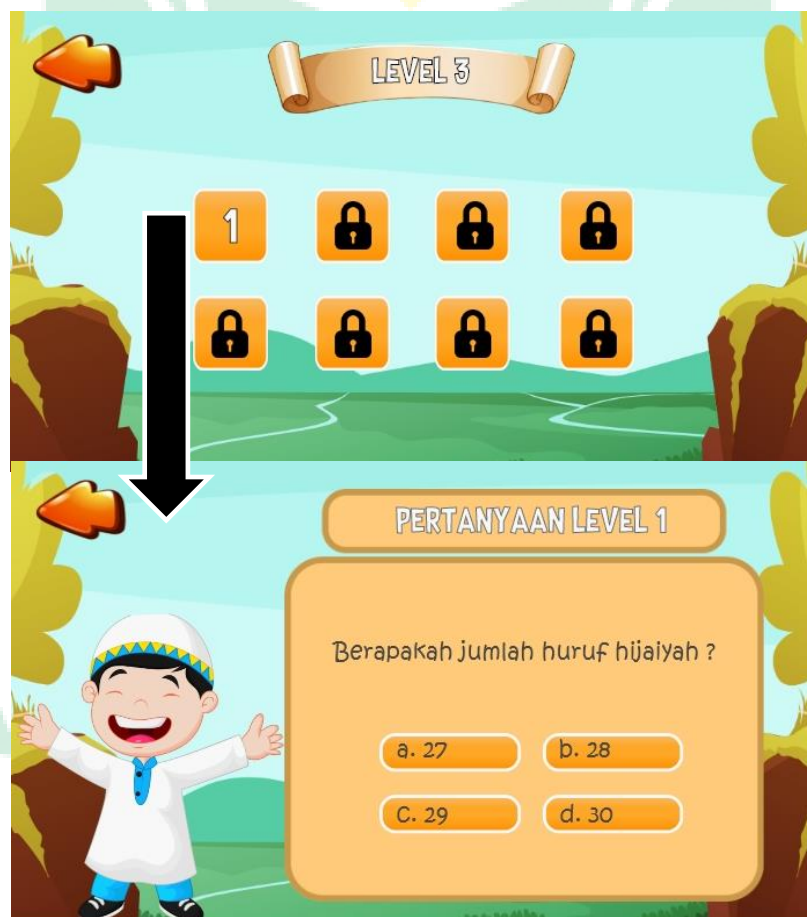 LEVEL 3
1
PERTANYAAN LEVEL 1
Berapakah jumlah huruf hijaiyah ?
a. 27
b. 28
C. 29
d. 30